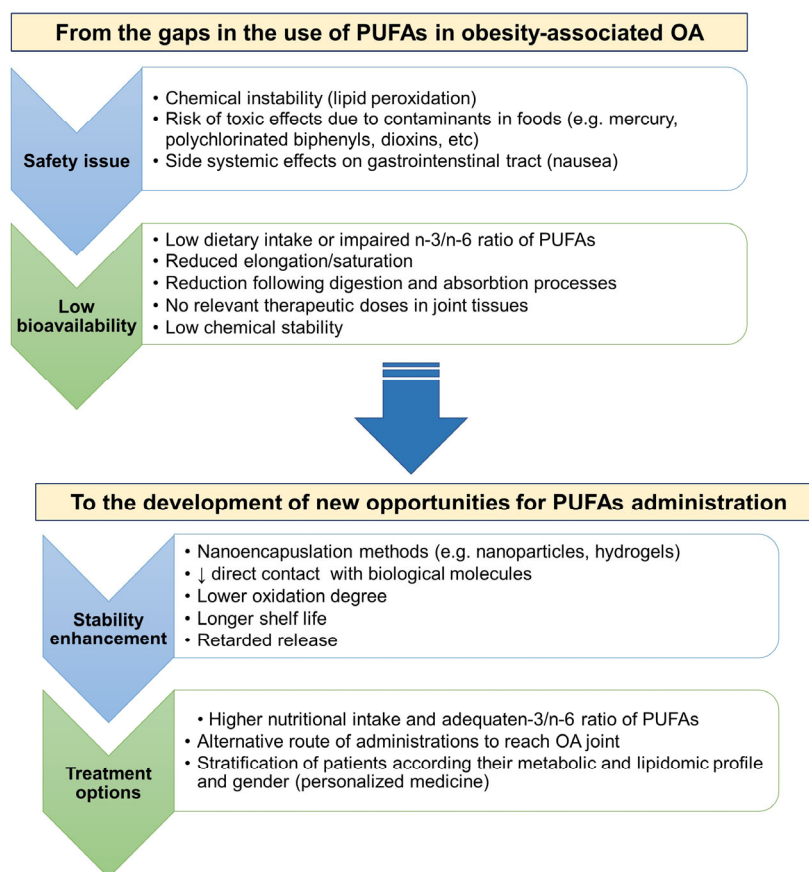 From the gaps in the use of PUFAs in obesity-associated OA
Safety issue
• Chemical instability (lipid peroxidation)
• Risk of toxic effects due to contaminants in foods (e.g. mercury,
polychlorinated biphenyls, dioxins, etc)
• Side systemic effects on gastrointenstinal tract (nausea)
Low
bioavailability
• Low dietary intake or impaired n-3/n-6 ratio of PUFAs
• Reduced elongation/saturation
• Reduction following digestion and absorbtion processes
• No relevant therapeutic doses in joint tissues
• Low chemical stability
To the development of new opportunities for PUFAs administration
Stability
enhancement
• Nanoencapuslation methods (e.g. nanoparticles, hydrogels)
• ↓ direct contact with biological molecules
• Lower oxidation degree
• Longer shelf life
• Retarded release
Treatment
options
• Higher nutritional intake and adequaten-3/n-6 ratio of PUFAs
• Alternative route of administrations to reach OA joint
• Stratification of patients according their metabolic and lipidomic profile
and gender (personalized medicine)